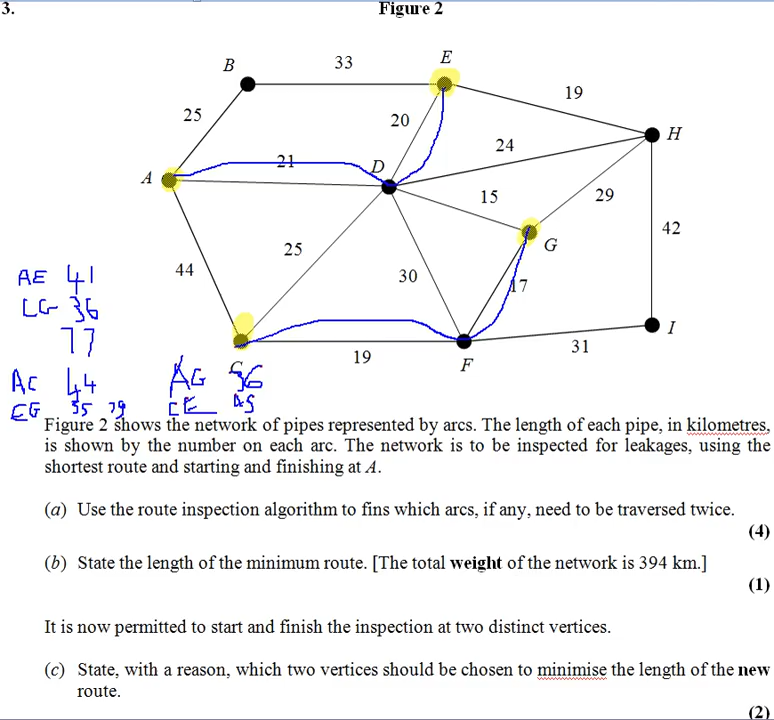 3. Figure 2
B 33 E
25 20 19
A 21 D 24 H
15
44 25 30 29 42
G
17
C 19 F 31 I
AE 41
CG 36
77
AC 44 AG 36
EG 35 79 CE 45
Figure 2 shows the network of pipes represented by arcs. The length of each pipe, in kilometres,
is shown by the number on each arc. The network is to be inspected for leakages, using the
shortest route and starting and finishing at A.
(a) Use the route inspection algorithm to fins which arcs, if any, need to be traversed twice.
(4)
(b) State the length of the minimum route. [The total weight of the network is 394 km.]
(1)
It is now permitted to start and finish the inspection at two distinct vertices.
(c) State, with a reason, which two vertices should be chosen to minimise the length of the new
route.
(2)